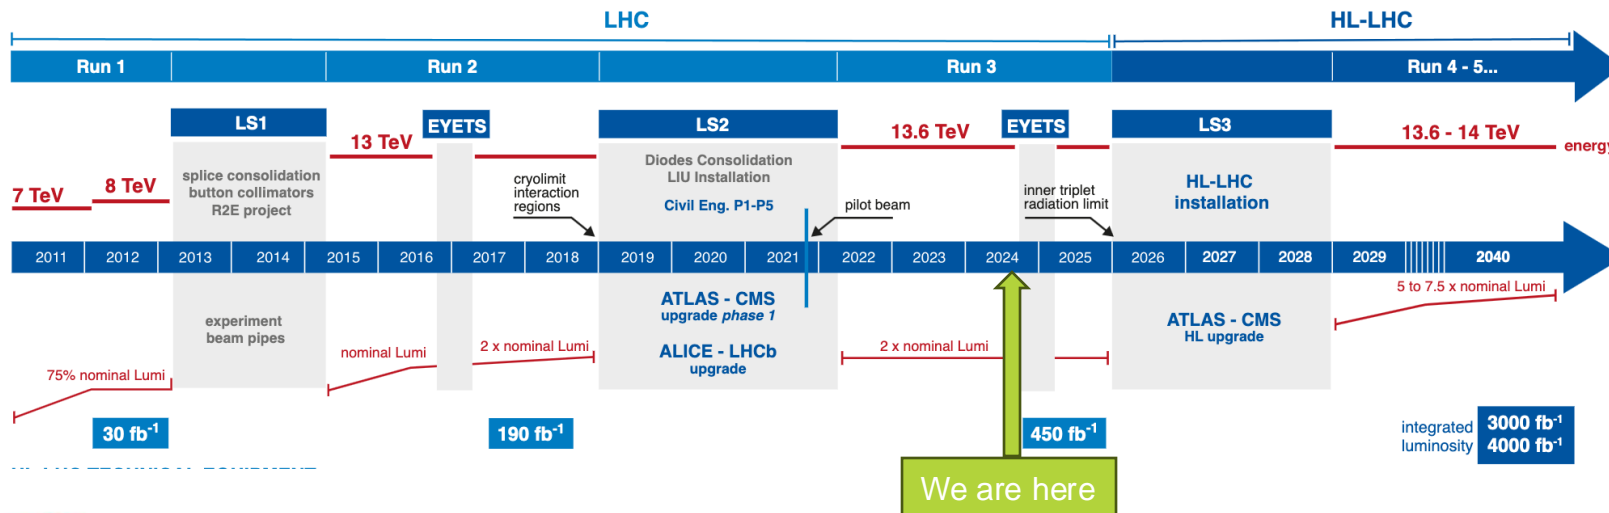 LHC
HL-LHC
Run 1
Run 2
Run 3
Run 4 - 5...
LS1
EYETS
LS2
EYETS
LS3
7 TeV
8 TeV
13 TeV
13.6 TeV
13.6 - 14 TeV
energy
splice consolidation
button collimators
R2E project
cryolimit
interaction
regions
Diodes Consolidation
LIU Installation
Civil Eng. P1-P5
pilot beam
inner triplet
radiation limit
HL-LHC
installation
2011 2012 2013 2014 2015 2016 2017 2018 2019 2020 2021 2022 2023 2024 2025 2026 2027 2028 2029 2040
experiment
beam pipes
ATLAS - CMS
upgrade phase 1
ALICE - LHCb
upgrade
ATLAS - CMS
HL upgrade
75% nominal Lumi
nominal Lumi
2 x nominal Lumi
2 x nominal Lumi
5 to 7.5 x nominal Lumi
30 fb⁻¹
190 fb⁻¹
450 fb⁻¹
integrated
luminosity
3000 fb⁻¹
4000 fb⁻¹
We are here